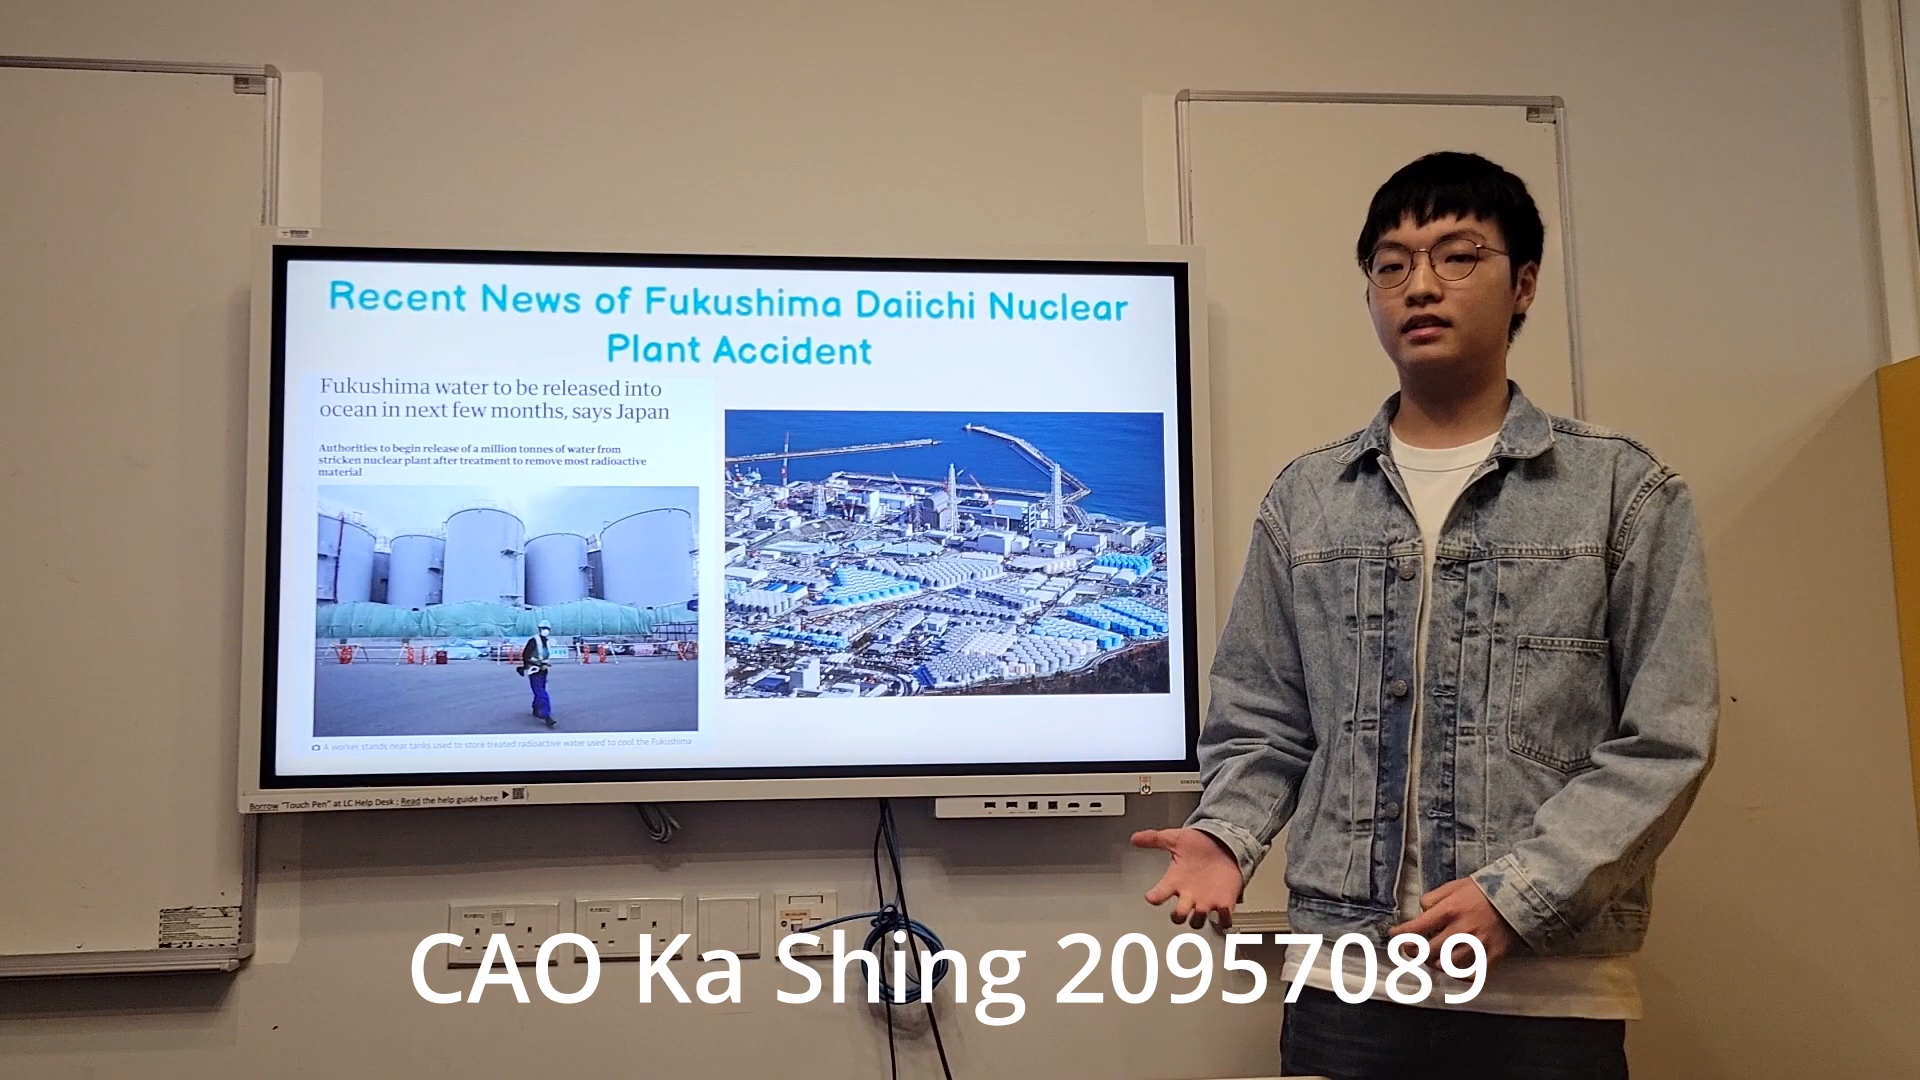 Recent News of Fukushima Daiichi Nuclear
Plant Accident
Fukushima water to be released into
ocean in next few months, says Japan
Authorities to begin release of a million tonnes of water from
stricken nuclear plant after treatment to remove most radioactive
material
A worker stands near tanks used to store treated radioactive water used to cool the Fukushima
Borrow "Touch Pen" at LC Help Desk ; Read the help guide here
SAMSUNG
CAO Ka Shing 20957089